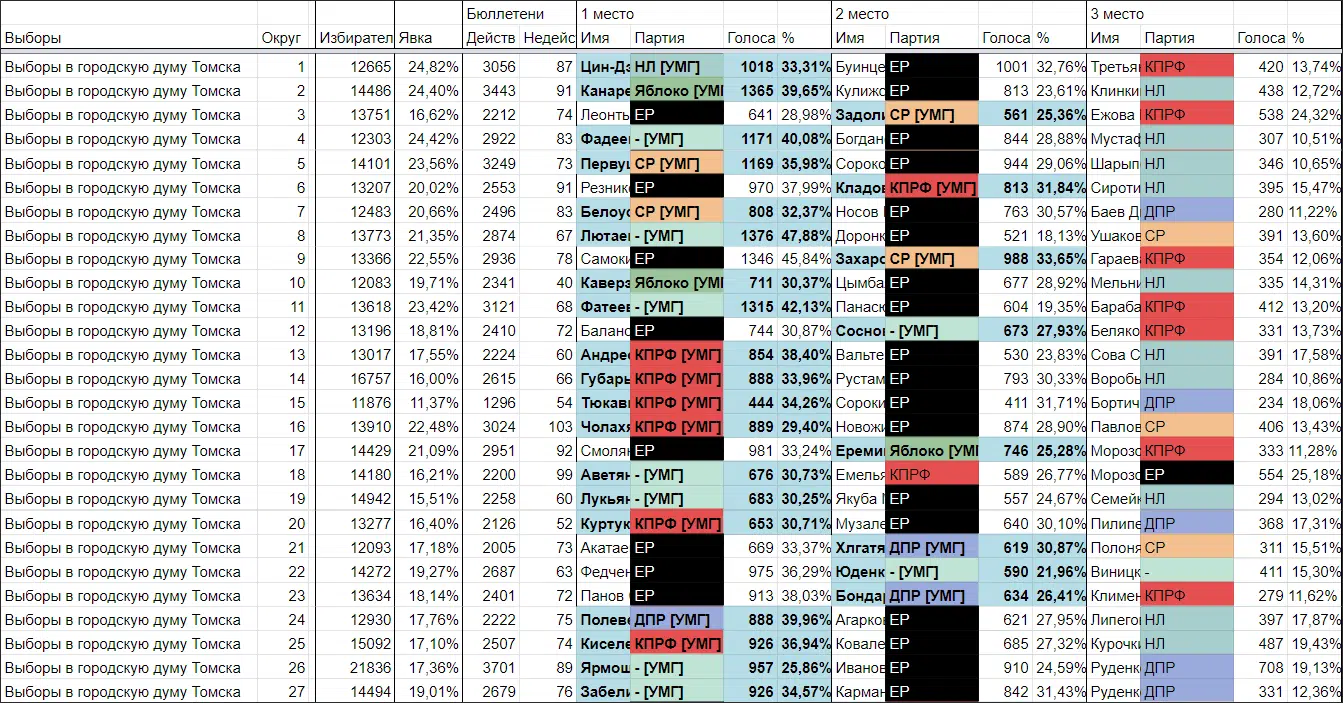 Бюллетени 1 место 2 место 3 место
Выборы Округ Избирател Явка Действ Недейс Имя Партия Голоса % Имя Партия Голоса % Имя Партия Голоса %
Выборы в городскую думу Томска 1 12665 24,82% 3056 87 Цин-Дэ НЛ [УМГ] 1018 33,31% Буинце ЕР 1001 32,76% Третья КПРФ 420 13,74%
Выборы в городскую думу Томска 2 14486 24,40% 3443 91 Канаре Яблоко [УМГ 1365 39,65% Кулижо ЕР 813 23,61% Клинки НЛ 438 12,72%
Выборы в городскую думу Томска 3 13751 16,62% 2212 74 Леонть ЕР 641 28,98% Задоли СР [УМГ] 561 25,36% Ежова КПРФ 538 24,32%
Выборы в городскую думу Томска 4 12303 24,42% 2922 83 Фадеев - [УМГ] 1171 40,08% Богдан ЕР 844 28,88% Мустаф НЛ 307 10,51%
Выборы в городскую думу Томска 5 14101 23,56% 3249 73 Первуш СР [УМГ] 1169 35,98% Сороко ЕР 944 29,06% Шарып НЛ 346 10,65%
Выборы в городскую думу Томска 6 13207 20,02% 2553 91 Резник ЕР 970 37,99% Кладов КПРФ [УМГ] 813 31,84% Сироти НЛ 395 15,47%
Выборы в городскую думу Томска 7 12483 20,66% 2496 83 Белоус СР [УМГ] 808 32,37% Носов ЕР 763 30,57% Баев Д ДПР 280 11,22%
Выборы в городскую думу Томска 8 13773 21,35% 2874 67 Лютаев - [УМГ] 1376 47,88% Доронк ЕР 521 18,13% Ушаков СР 391 13,60%
Выборы в городскую думу Томска 9 13366 22,55% 2936 78 Самоки ЕР 1346 45,84% Захаро СР [УМГ] 988 33,65% Гараева КПРФ 354 12,06%
Выборы в городскую думу Томска 10 12083 19,71% 2341 40 Каверз Яблоко [УМГ 711 30,37% Цымба ЕР 677 28,92% Мельни НЛ 335 14,31%
Выборы в городскую думу Томска 11 13618 23,42% 3121 68 Фатеев - [УМГ] 1315 42,13% Панаск ЕР 604 19,35% Бараба КПРФ 412 13,20%
Выборы в городскую думу Томска 12 13196 18,81% 2410 72 Балано ЕР 744 30,87% Соснов - [УМГ] 673 27,93% Беляко КПРФ 331 13,73%
Выборы в городскую думу Томска 13 13017 17,55% 2224 60 Андрее КПРФ [УМГ] 854 38,40% Вальте ЕР 530 23,83% Сова С НЛ 391 17,58%
Выборы в городскую думу Томска 14 16757 16,00% 2615 66 Губарь КПРФ [УМГ] 888 33,96% Рустам ЕР 793 30,33% Воробь НЛ 284 10,86%
Выборы в городскую думу Томска 15 11876 11,37% 1296 54 Тюкави КПРФ [УМГ] 444 34,26% Сороки ЕР 411 31,71% Бортич ДПР 234 18,06%
Выборы в городскую думу Томска 16 13910 22,48% 3024 103 Чолахя КПРФ [УМГ] 889 29,40% Новожи ЕР 874 28,90% Павлов СР 406 13,43%
Выборы в городскую думу Томска 17 14429 21,09% 2951 92 Смолян ЕР 981 33,24% Ереми Яблоко [УМГ 746 25,28% Морозо КПРФ 333 11,28%
Выборы в городскую думу Томска 18 14180 16,21% 2200 99 Аветян - [УМГ] 676 30,73% Емелья КПРФ 589 26,77% Морозо ЕР 554 25,18%
Выборы в городскую думу Томска 19 14942 15,51% 2258 60 Лукьян - [УМГ] 683 30,25% Якуба ЕР 557 24,67% Семейк НЛ 294 13,02%
Выборы в городскую думу Томска 20 13277 16,40% 2126 52 Куртук КПРФ [УМГ] 653 30,71% Музале ЕР 640 30,10% Пилипе ДПР 368 17,31%
Выборы в городскую думу Томска 21 12093 17,18% 2005 73 Акатае ЕР 669 33,37% Хлгатя ДПР [УМГ] 619 30,87% Полоня СР 311 15,51%
Выборы в городскую думу Томска 22 14272 19,27% 2687 63 Федчен ЕР 975 36,29% Юденк - [УМГ] 590 21,96% Виницк - 411 15,30%
Выборы в городскую думу Томска 23 13634 18,14% 2401 72 Панов ЕР 913 38,03% Бондар ДПР [УМГ] 634 26,41% Климен КПРФ 279 11,62%
Выборы в городскую думу Томска 24 12930 17,76% 2222 75 Полеве ДПР [УМГ] 888 39,96% Агарко ЕР 621 27,95% Липего НЛ 397 17,87%
Выборы в городскую думу Томска 25 15092 17,10% 2507 74 Киселе КПРФ [УМГ] 926 36,94% Ковале ЕР 685 27,32% Курочк НЛ 487 19,43%
Выборы в городскую думу Томска 26 21836 17,36% 3701 89 Ярмош - [УМГ] 957 25,86% Иванов ЕР 910 24,59% Руденк ДПР 708 19,13%
Выборы в городскую думу Томска 27 14494 19,01% 2679 76 Забели - [УМГ] 926 34,57% Карман ЕР 842 31,43% Руденк ДПР 331 12,36%